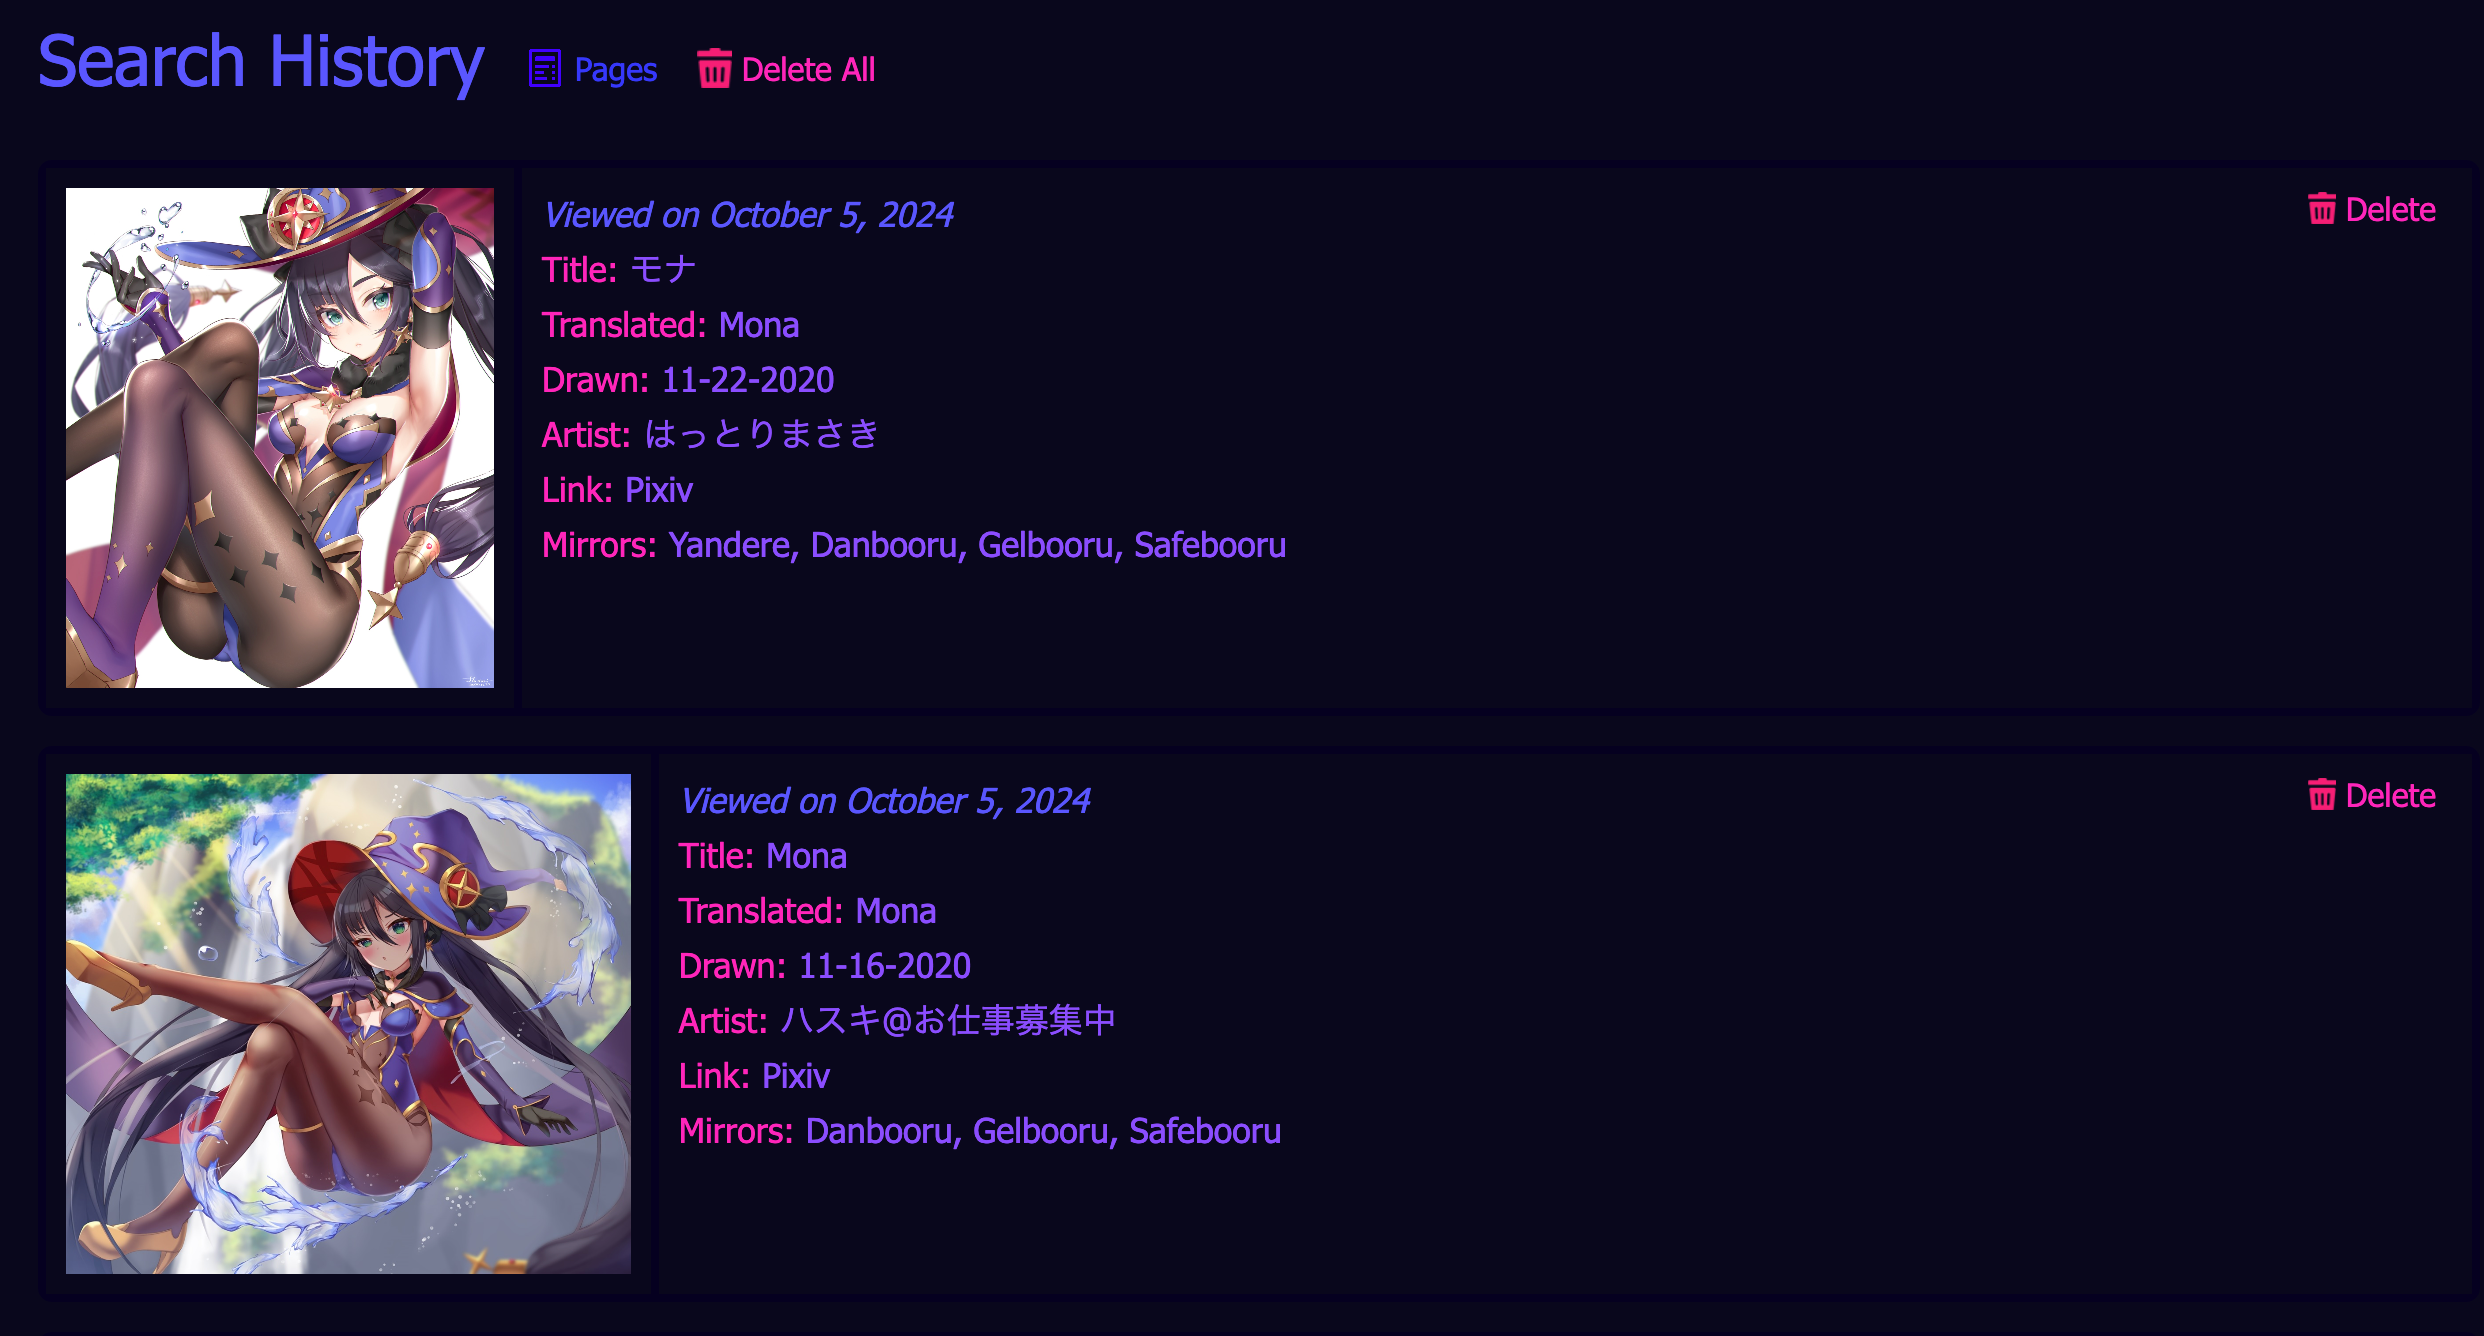 Search History
Pages
Delete All
Viewed on October 5, 2024
Delete
Title: モナ
Translated: Mona
Drawn: 11-22-2020
Artist: はっとりまさき
Link: Pixiv
Mirrors: Yandere, Danbooru, Gelbooru, Safebooru
Viewed on October 5, 2024
Delete
Title: Mona
Translated: Mona
Drawn: 11-16-2020
Artist: ハスキ@お仕事募集中
Link: Pixiv
Mirrors: Danbooru, Gelbooru, Safebooru